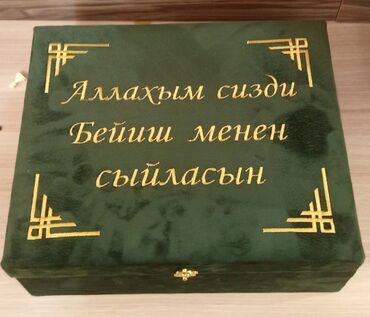 Аллахым сизди
Бейиш менен
сыйласын